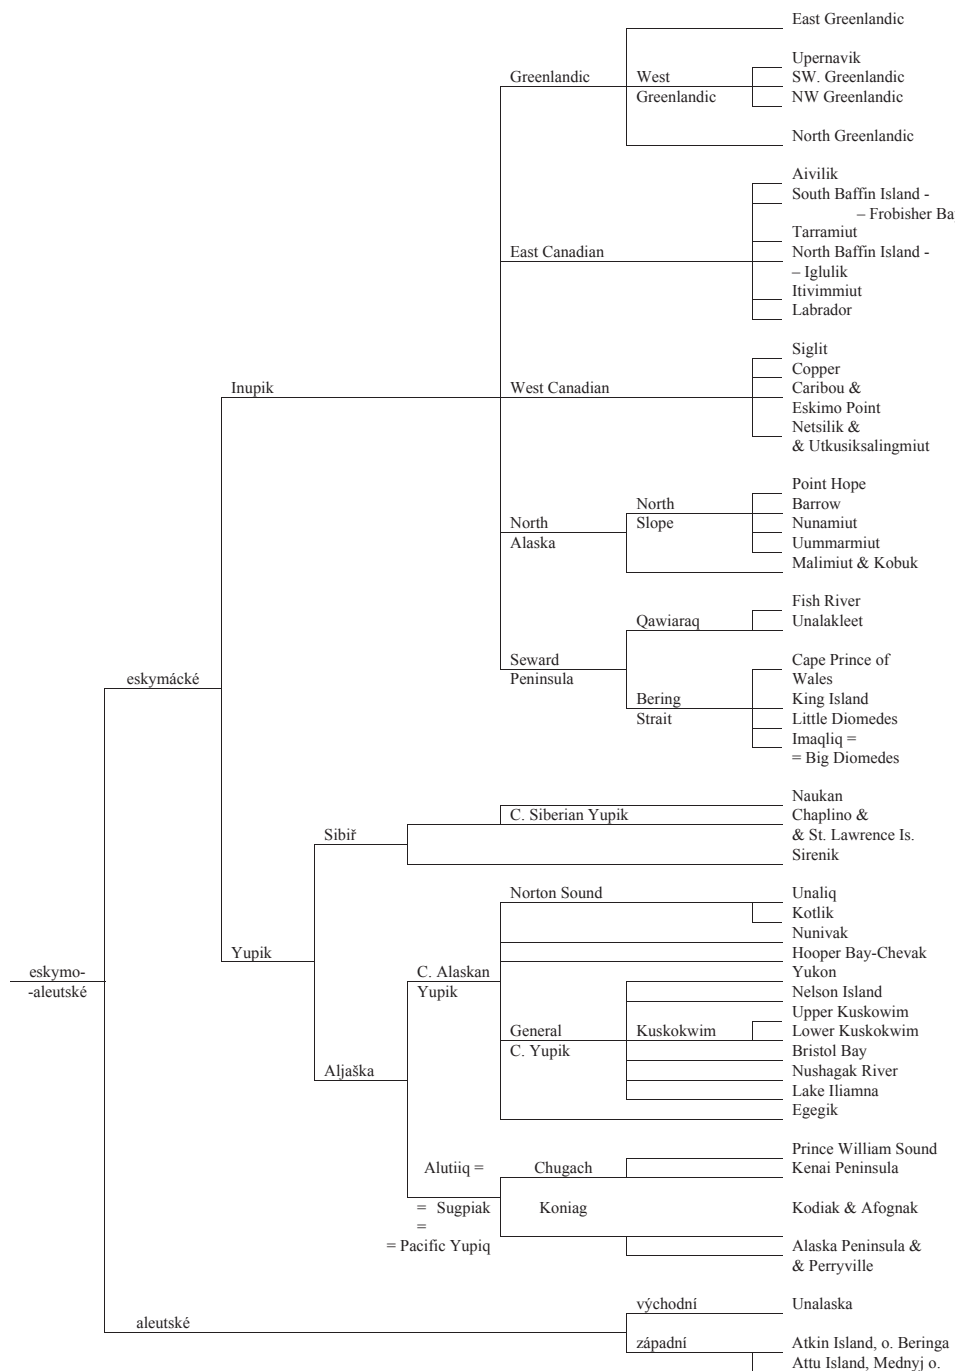 East Greenlandic
Upernavik
Greenlandic
West
SW. Greenlandic
Greenlandic
NW Greenlandic
North Greenlandic
Aivilik
South Baffin Island -
– Frobisher Ba
Tarramiut
East Canadian
North Baffin Island -
– Iglulik
Itivimmiut
Labrador
Siglit
Copper
Inupik
West Canadian
Caribou &
Eskimo Point
Netsilik &
& Utkusiksalingmiut
Point Hope
North
Barrow
North
Slope
Nunamiut
Alaska
Uummarmiut
Malimiut & Kobuk
Fish River
Qawiaraq
Unalakleet
Seward
Cape Prince of
eskymácké
Peninsula
Wales
Bering
King Island
Strait
Little Diomedes
Imaqliq =
= Big Diomedes
Naukan
C. Siberian Yupik
Chaplino &
Sibiř
& St. Lawrence Is.
Sirenik
Norton Sound
Unaliq
Kotlik
Nunivak
Yupik
Hooper Bay-Chevak
eskymo-
C. Alaskan
Yukon
-aleutské
Yupik
Nelson Island
Upper Kuskowim
General
Kuskokwim
Lower Kuskokwim
C. Yupik
Bristol Bay
Aljaška
Nushagak River
Lake Iliamna
Egegik
Prince William Sound
Alutiiq =
Chugach
Kenai Peninsula
= Sugpiak
Koniag
Kodiak & Afognak
=
= Pacific Yupiq
Alaska Peninsula &
& Perryville
východní
Unalaska
aleutské
západní
Atkin Island, o. Beringa
Attu Island, Mednyj o.